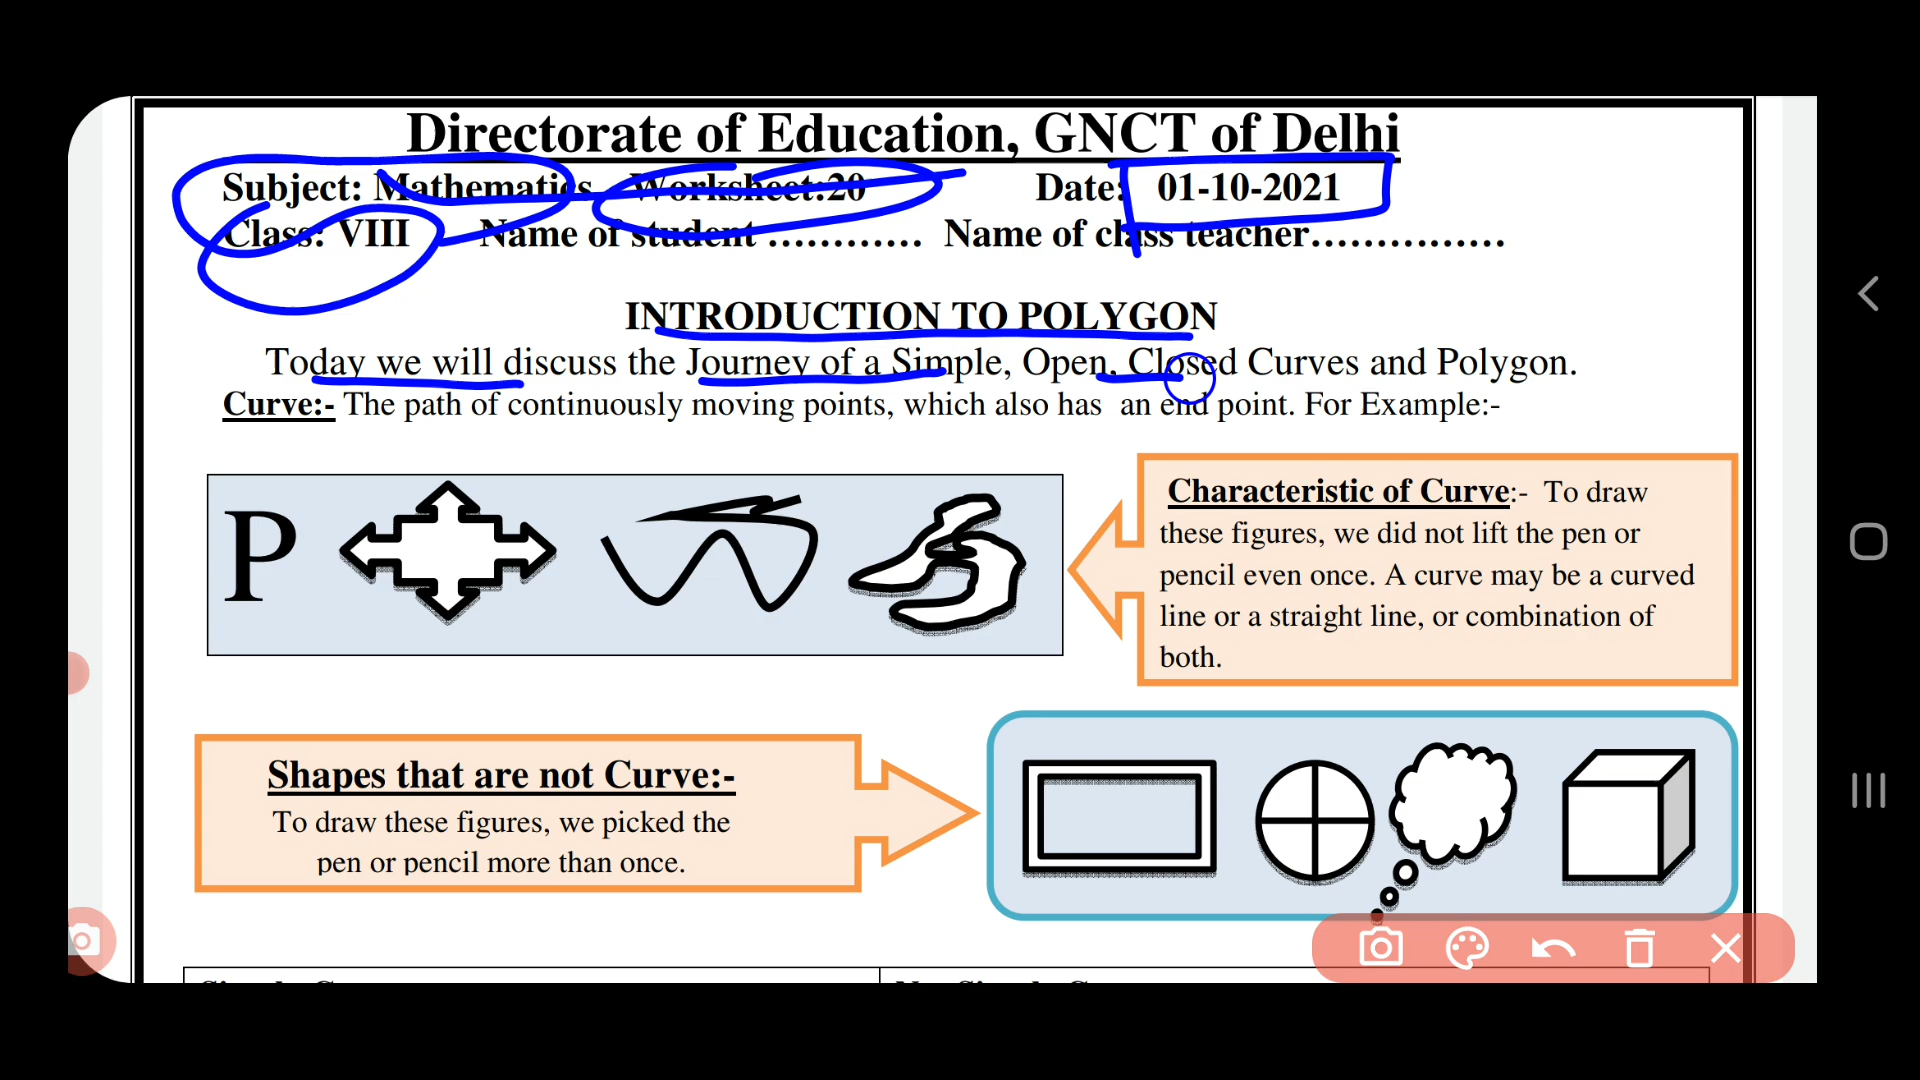 Directorate of Education, GNCT of Delhi
Subject: Mathematics Worksheet:20 Date: 01-10-2021
Class: VIII Name of student ............ Name of class teacher...............
INTRODUCTION TO POLYGON
Today we will discuss the Journey of a Simple, Open, Closed Curves and Polygon.
Curve:- The path of continuously moving points, which also has an end point. For Example:-
P
Characteristic of Curve:- To draw
these figures, we did not lift the pen or
pencil even once. A curve may be a curved
line or a straight line, or combination of
both.
Shapes that are not Curve:-
To draw these figures, we picked the
pen or pencil more than once.